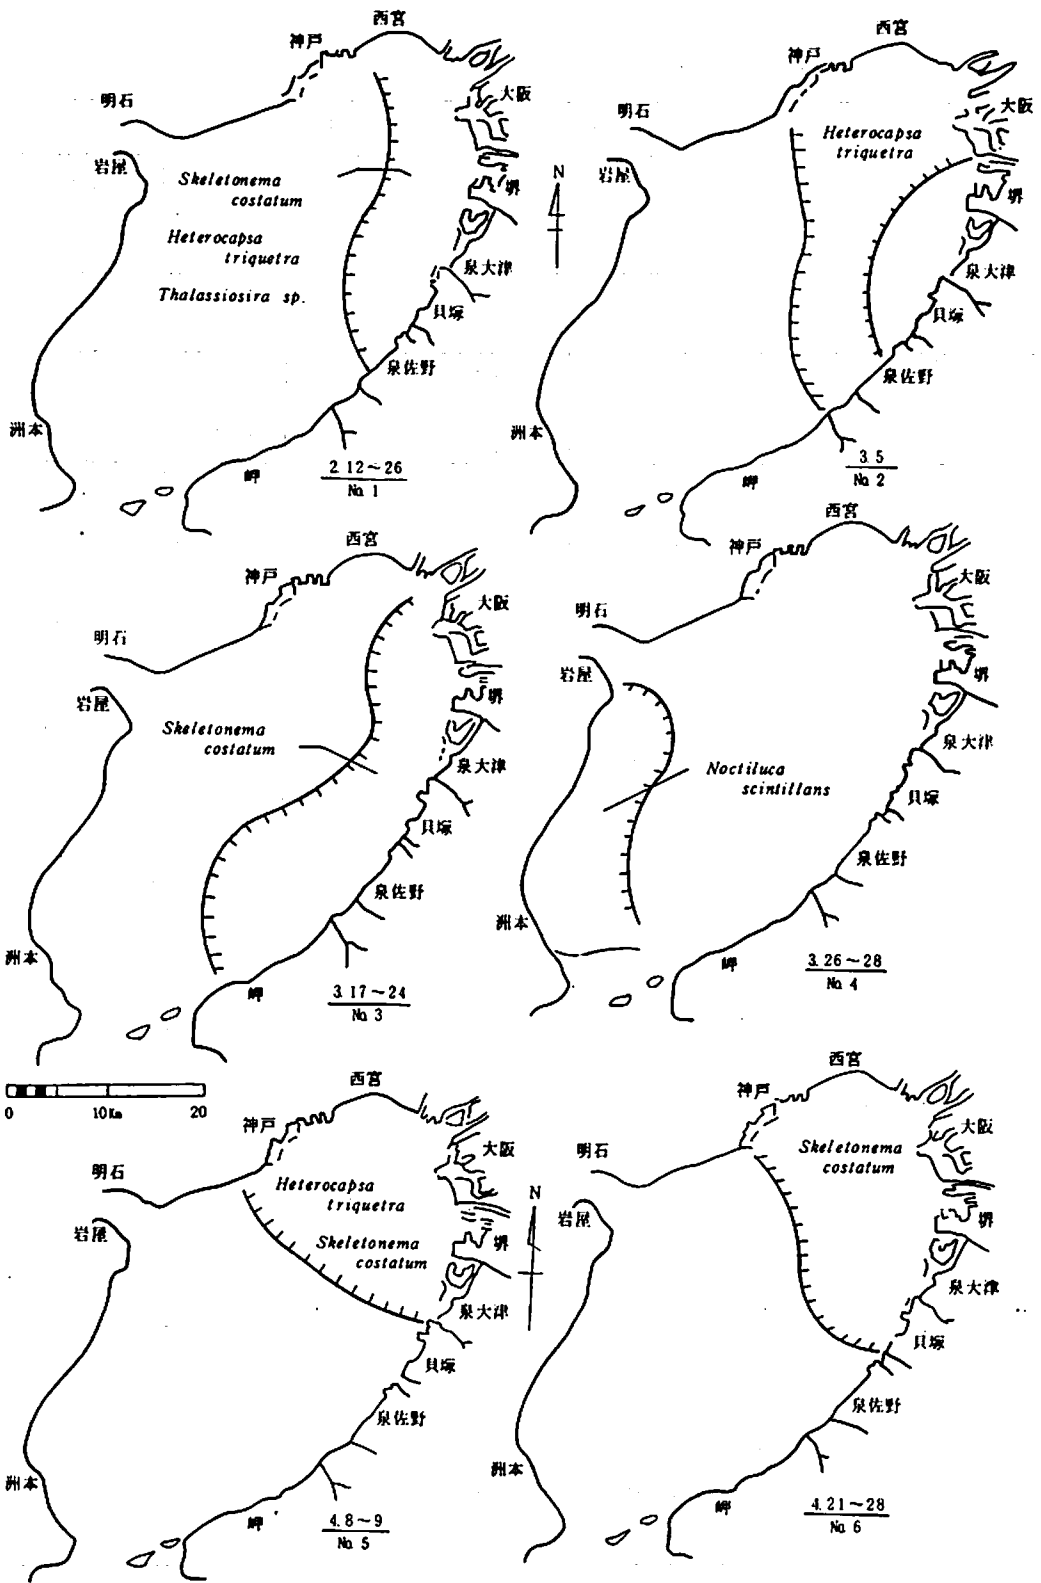 西宮
神戸
大阪
明石
岩屋
Skeletonema
costatum
堺
N
Heterocapsa
triquetra
泉大津
Thalassiosira sp.
貝塚
泉佐野
洲本
岬
2.12~26
No. 1
西宮
神戸
大阪
明石
Heterocapsa
triquetra
岩屋
堺
泉大津
貝塚
泉佐野
洲本
岬
3.5
No. 2
西宮
神戸
大阪
明石
岩屋
堺
Skeletonema
costatum
泉大津
貝塚
泉佐野
洲本
岬
3.17~24
No. 3
西宮
神戸
大阪
明石
岩屋
堺
泉大津
Noctiluca
scintillans
貝塚
泉佐野
洲本
岬
3.26~28
No. 4
0 10Km 20
西宮
神戸
大阪
明石
Heterocapsa
triquetra
N
岩屋
Skeletonema
costatum
堺
泉大津
貝塚
泉佐野
洲本
岬
4.8~9
No. 5
西宮
神戸
大阪
明石
Skeletonema
costatum
岩屋
堺
泉大津
貝塚
泉佐野
洲本
岬
4.21~28
No. 6